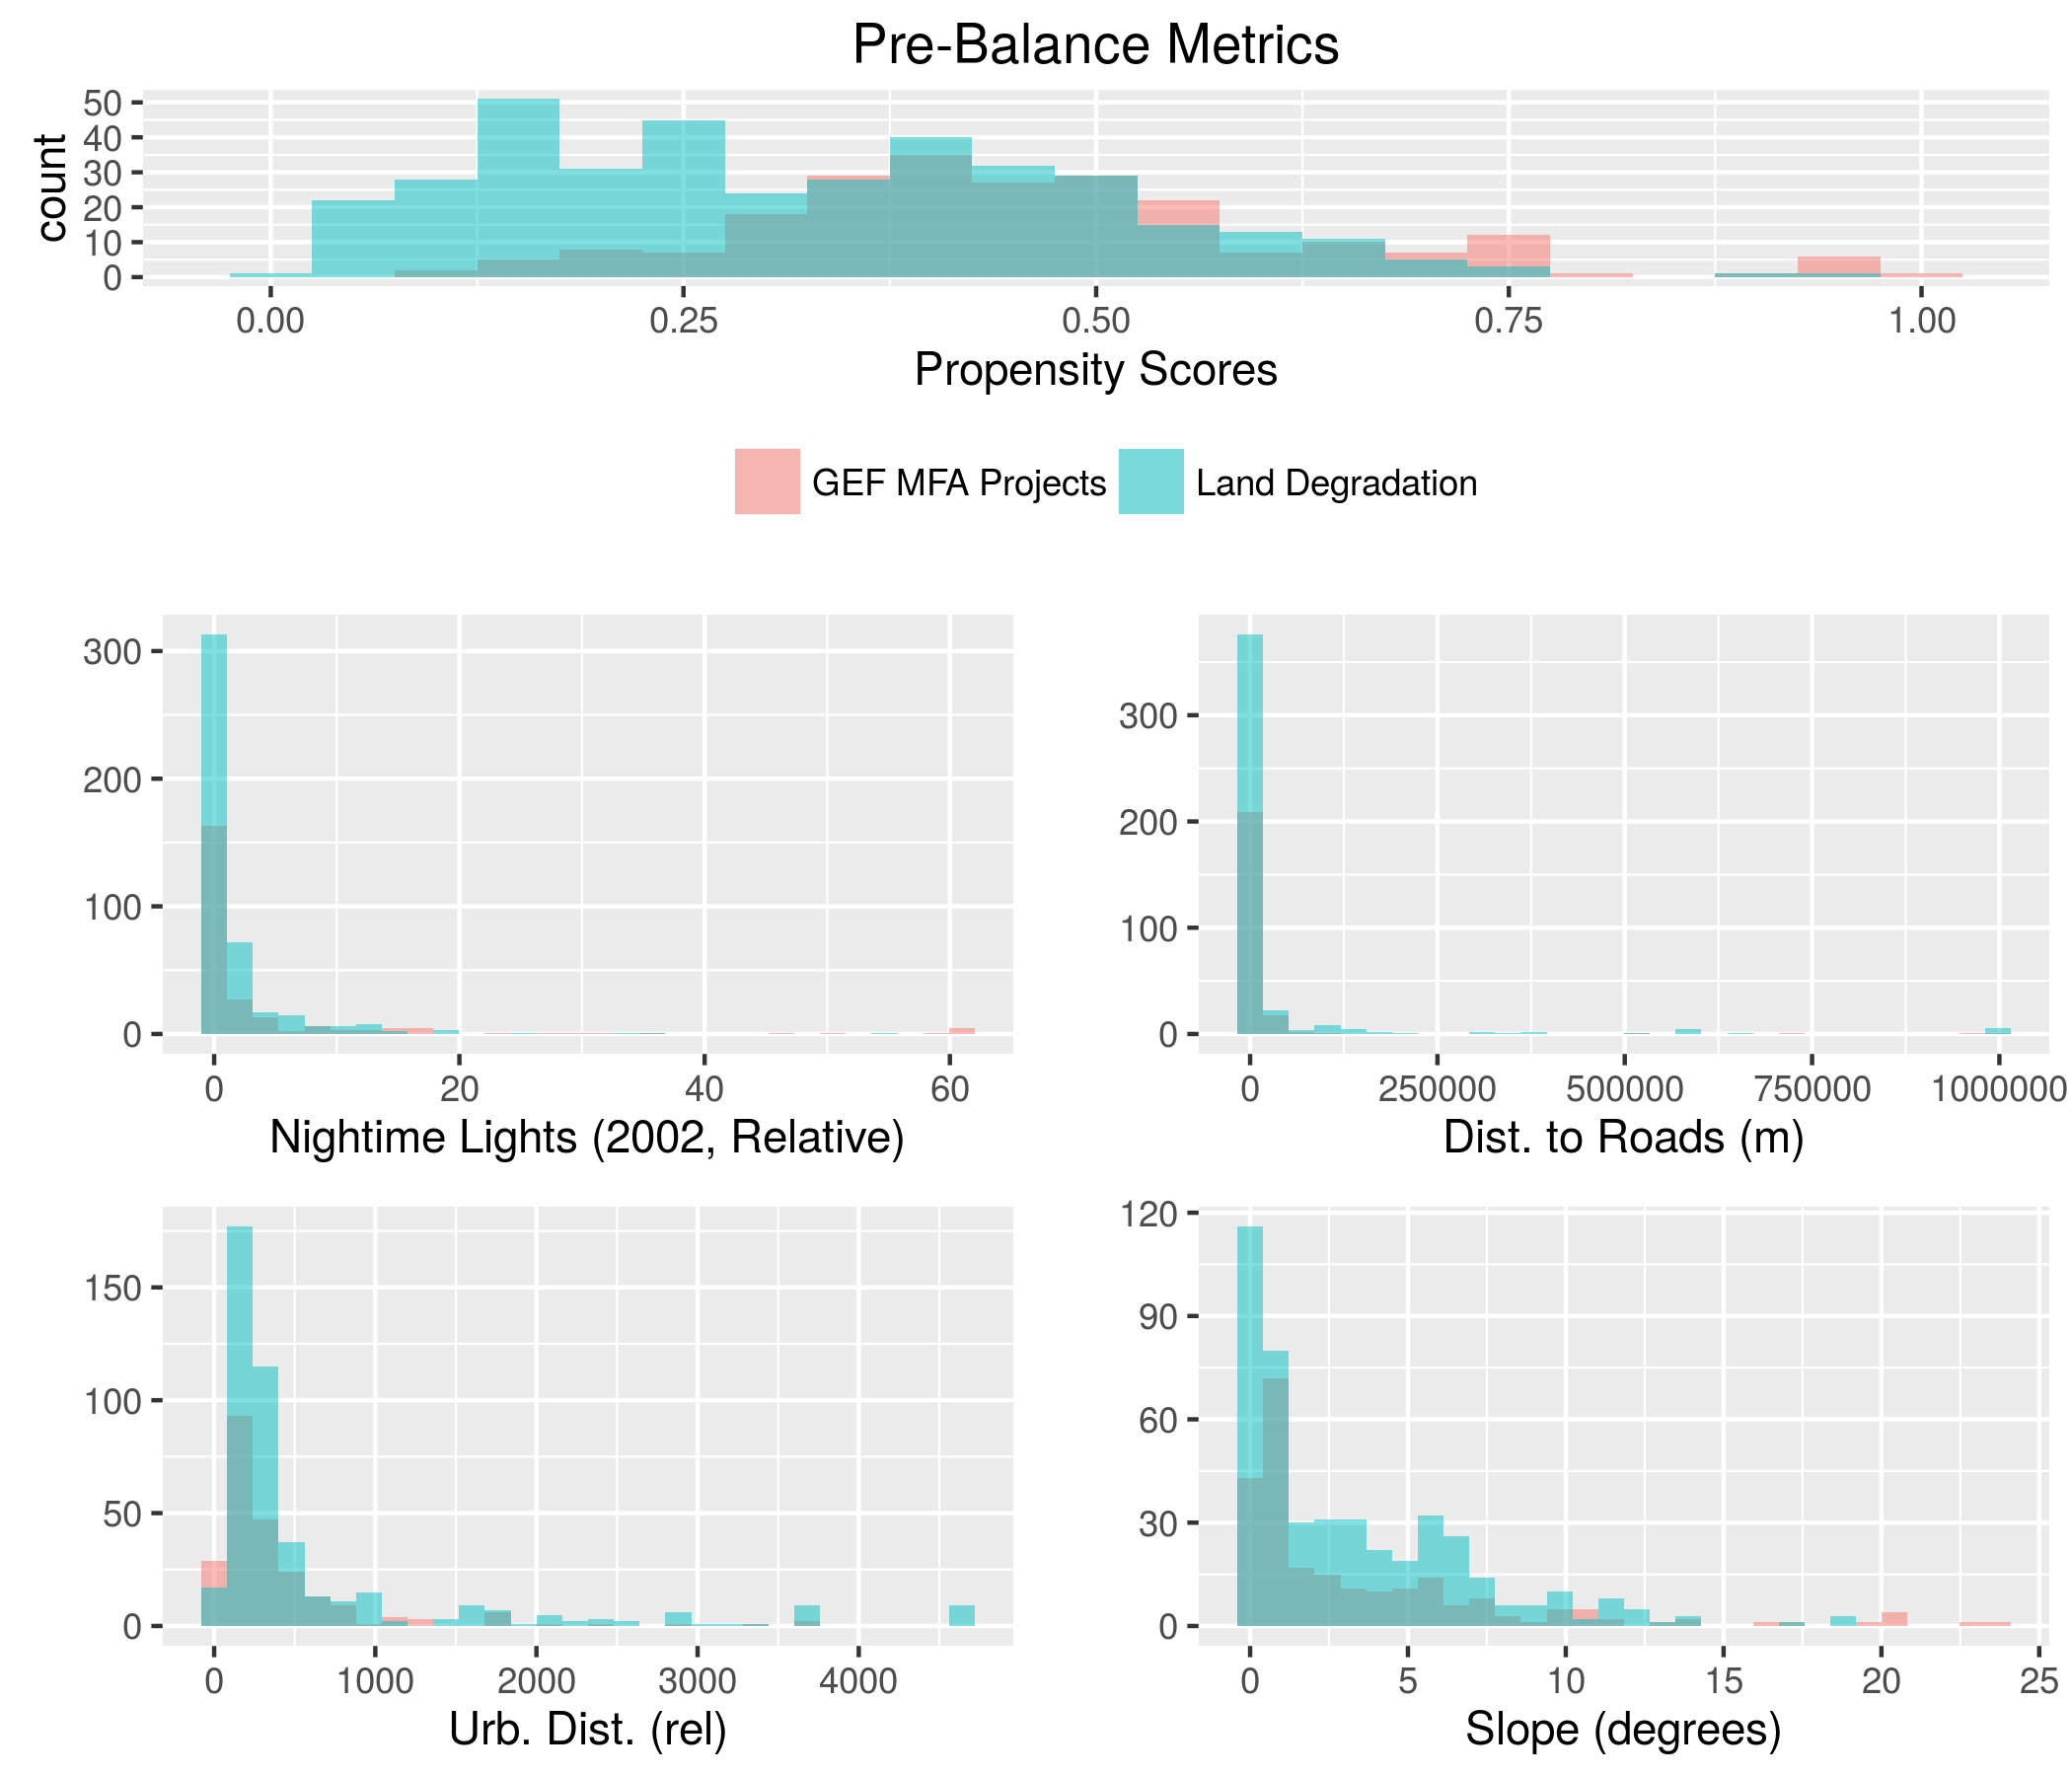 Pre-Balance Metrics
count
50
40
30
20
10
0
0.00 0.25 0.50 0.75 1.00
Propensity Scores
GEF MFA Projects Land Degradation
300
200
100
0
0 20 40 60
Nightime Lights (2002, Relative)
300
200
100
0
0 250000 500000 750000 1000000
Dist. to Roads (m)
150
100
50
0
0 1000 2000 3000 4000
Urb. Dist. (rel)
120
90
60
30
0
0 5 10 15 20 25
Slope (degrees)